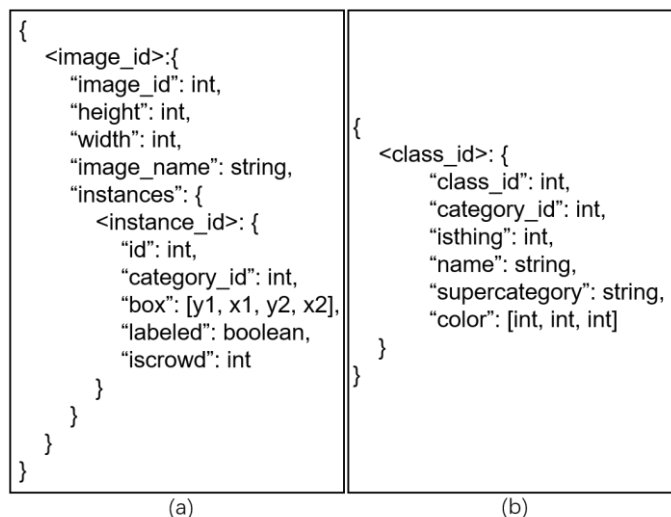 {
<image_id>:{
“image_id”: int,
“height”: int,
“width”: int,
“image_name”: string,
“instances”: {
<instance_id>: {
“id”: int,
“category_id”: int,
“box”: [y1, x1, y2, x2],
“labeled”: boolean,
“iscrowd”: int
}
}
}
}
(a)
{
<class_id>: {
“class_id”: int,
“category_id”: int,
“isthing”: int,
“name”: string,
“supercategory”: string,
“color”: [int, int, int]
}
}
(b)